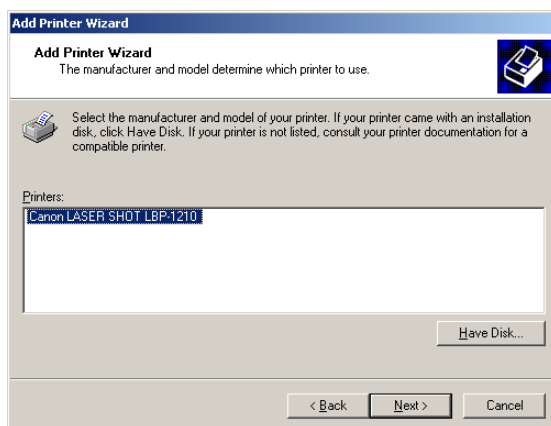 Add Printer Wizard
Add Printer Wizard
The manufacturer and model determine which printer to use.
Select the manufacturer and model of your printer. If your printer came with an installation
disk, click Have Disk. If your printer is not listed, consult your printer documentation for a
compatible printer.
Printers:
Canon LASER SHOT LBP-1210
Have Disk...
< Back
Next >
Cancel